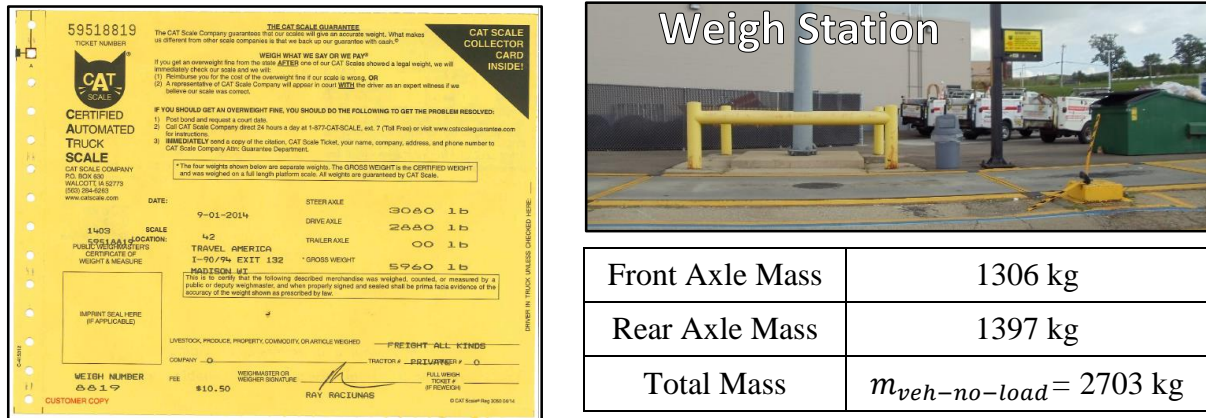 59518819
TICKET NUMBER
THE CAT SCALE GUARANTEE
The CAT Scale Company guarantees that our scales will give an accurate weight. What makes
us different from other scale companies is that we back up our guarantee with cash.®
WEIGH WHAT WE SAY OR WE PAY®
If you get an overweight fine from the state AFTER one of our CAT Scales showed a legal weight, we will
immediately check our scale and we will:
(1) Reimburse you for the cost of the overweight fine if our scale is wrong, OR
(2) A representative of CAT Scale Company will appear in court WITH the driver as an expert witness if we
believe our scale was correct.
CAT SCALE
COLLECTOR
CARD
INSIDE!
CAT
SCALE
®
CERTIFIED
AUTOMATED
TRUCK
SCALE
CAT SCALE COMPANY
P.O. BOX 630
WALCOTT, IA 52773
(563) 284-6263
www.catscale.com
IF YOU SHOULD GET AN OVERWEIGHT FINE, YOU SHOULD DO THE FOLLOWING TO GET THE PROBLEM RESOLVED:
1) Post bond and request a court date.
2) Call CAT Scale Company direct 24 hours a day at 1-877-CAT-SCALE, ext. 7 (Toll Free) or visit www.catscaleguarantee.com
for instructions.
3) IMMEDIATELY send a copy of the citation, CAT Scale Ticket, your name, company, address, and phone number to
CAT Scale Company Attn: Guarantee Department.
* The four weights shown below are separate weights. The GROSS WEIGHT is the CERTIFIED WEIGHT
and was weighed on a full length platform scale. All weights are guaranteed by CAT Scale.
DATE:
9-01-2014
STEER AXLE
3080 lb
DRIVE AXLE
2880 lb
TRAILER AXLE
00 lb
* GROSS WEIGHT
5960 lb
1403
SCALE
59518819
LOCATION:
42
TRAVEL AMERICA
I-90/94 EXIT 132
MADISON WI
PUBLIC WEIGHMASTER'S
CERTIFICATE OF
WEIGHT & MEASURE
This is to certify that the following described merchandise was weighed, counted, or measured by a
public or deputy weighmaster, and when properly signed and sealed shall be prima facia evidence of the
accuracy of the weight shown as prescribed by law.
IMPRINT SEAL HERE
(IF APPLICABLE)
LIVESTOCK, PRODUCE, PROPERTY, COMMODITY, OR ARTICLE WEIGHED
FREIGHT ALL KINDS
COMPANY
0
TRACTOR #
PRIVATE
0
WEIGH NUMBER
8819
FEE
$10.50
WEIGHMASTER OR
WEIGHER SIGNATURE
RAY RACIUNAS
FULL WEIGH
TICKET #
(IF REWEIGH)
CUSTOMER COPY
DRIVER IN TRUCK UNLESS CHECKED HERE:
Weigh Station
Front Axle Mass 1306 kg
Rear Axle Mass 1397 kg
Total Mass m_veh-no-load = 2703 kg